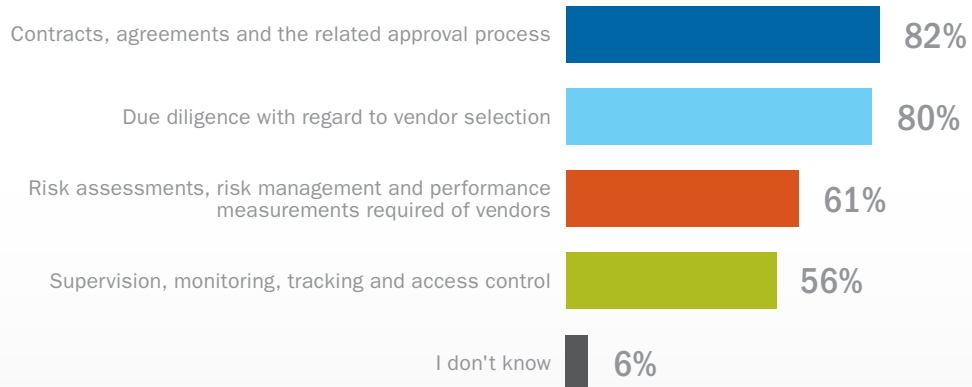 Contracts, agreements and the related approval process 82%
Due diligence with regard to vendor selection 80%
Risk assessments, risk management and performance
measurements required of vendors 61%
Supervision, monitoring, tracking and access control 56%
I don't know 6%